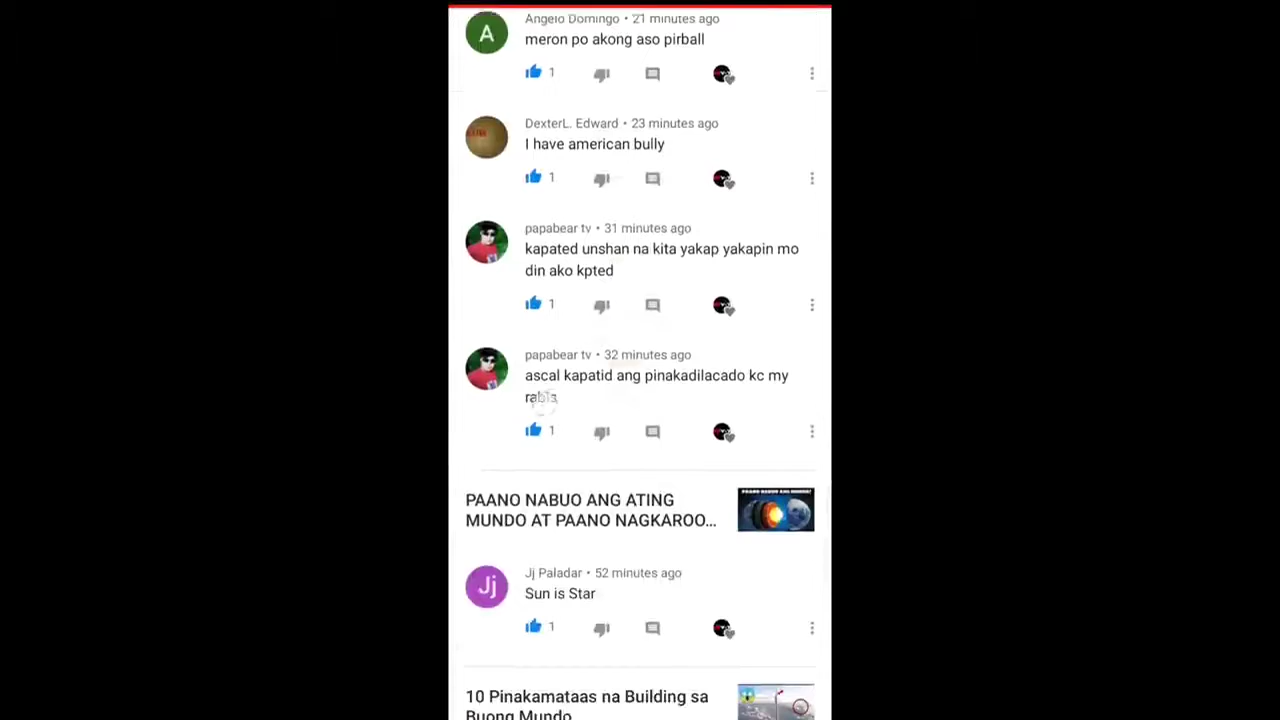 Angelo Domingo • 21 minutes ago
meron po akong aso pirball
1
DexterL. Edward • 23 minutes ago
I have american bully
1
papabear tv • 31 minutes ago
kapated unshan na kita yakap yakapin mo
din ako kpted
1
papabear tv • 32 minutes ago
ascal kapatid ang pinakadilacado kc my
rabis
1
PAANO NABUO ANG ATING
MUNDO AT PAANO NAGKAROO...
Jj Paladar • 52 minutes ago
Sun is Star
1
10 Pinakamataas na Building sa
Buong Mundo